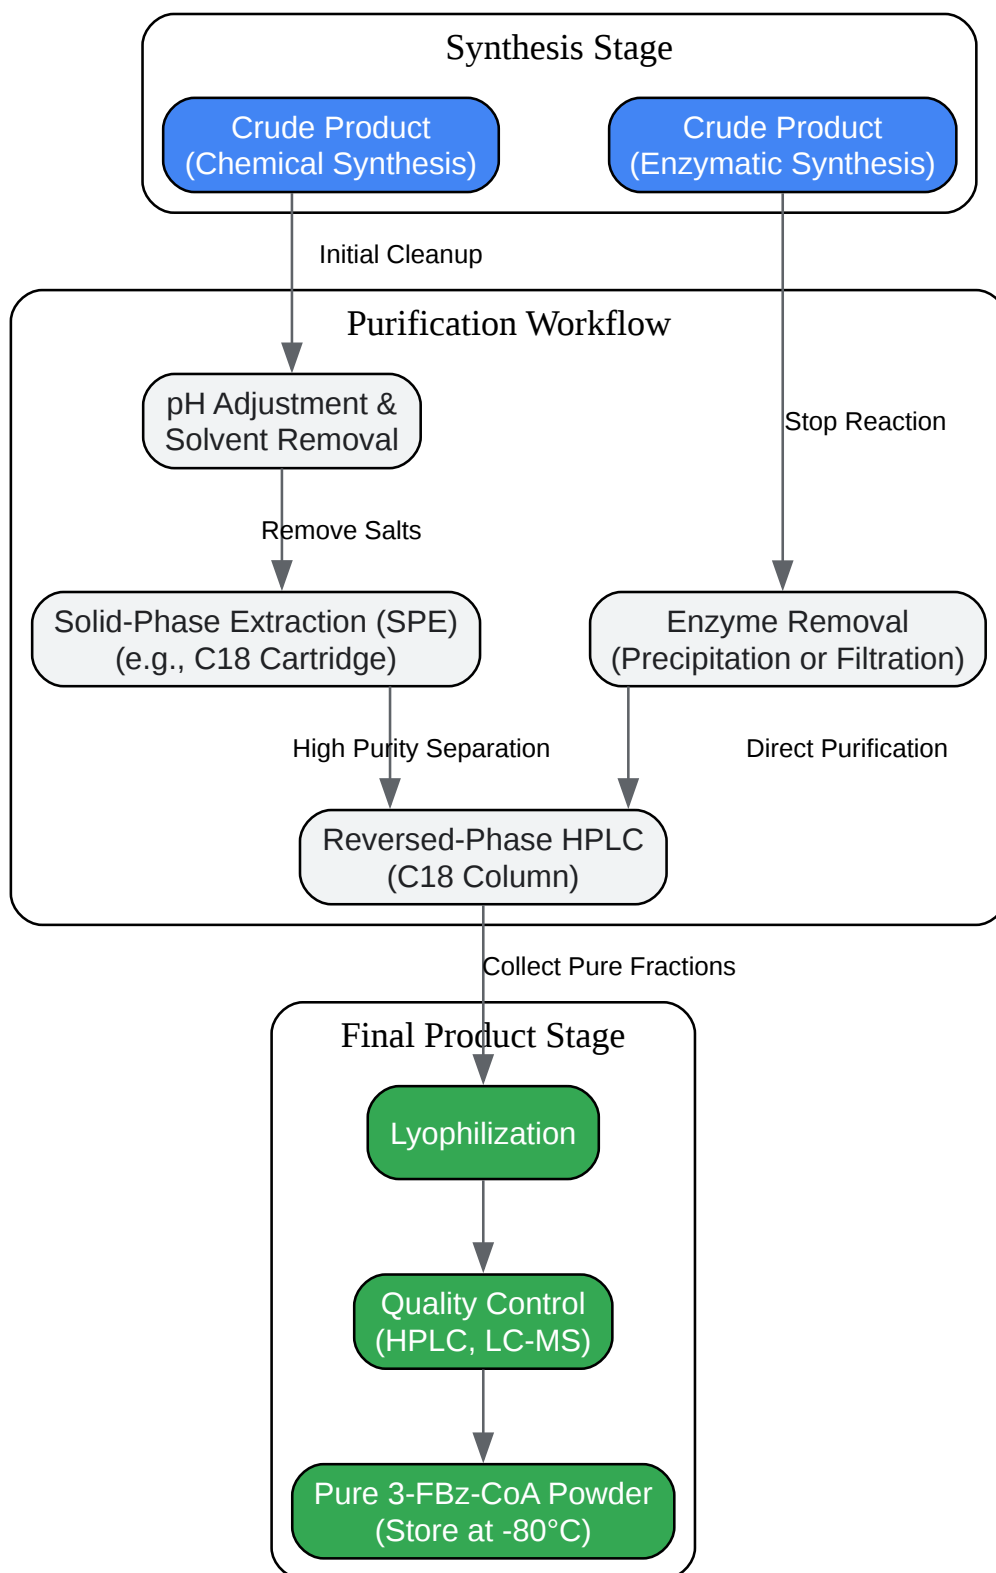 Synthesis Stage
Crude Product
(Chemical Synthesis)
Crude Product
(Enzymatic Synthesis)
Initial Cleanup
Purification Workflow
pH Adjustment &
Solvent Removal
Stop Reaction
Remove Salts
Solid-Phase Extraction (SPE)
(e.g., C18 Cartridge)
Enzyme Removal
(Precipitation or Filtration)
High Purity Separation
Direct Purification
Reversed-Phase HPLC
(C18 Column)
Collect Pure Fractions
Final Product Stage
Lyophilization
Quality Control
(HPLC, LC-MS)
Pure 3-FBz-CoA Powder
(Store at -80°C)